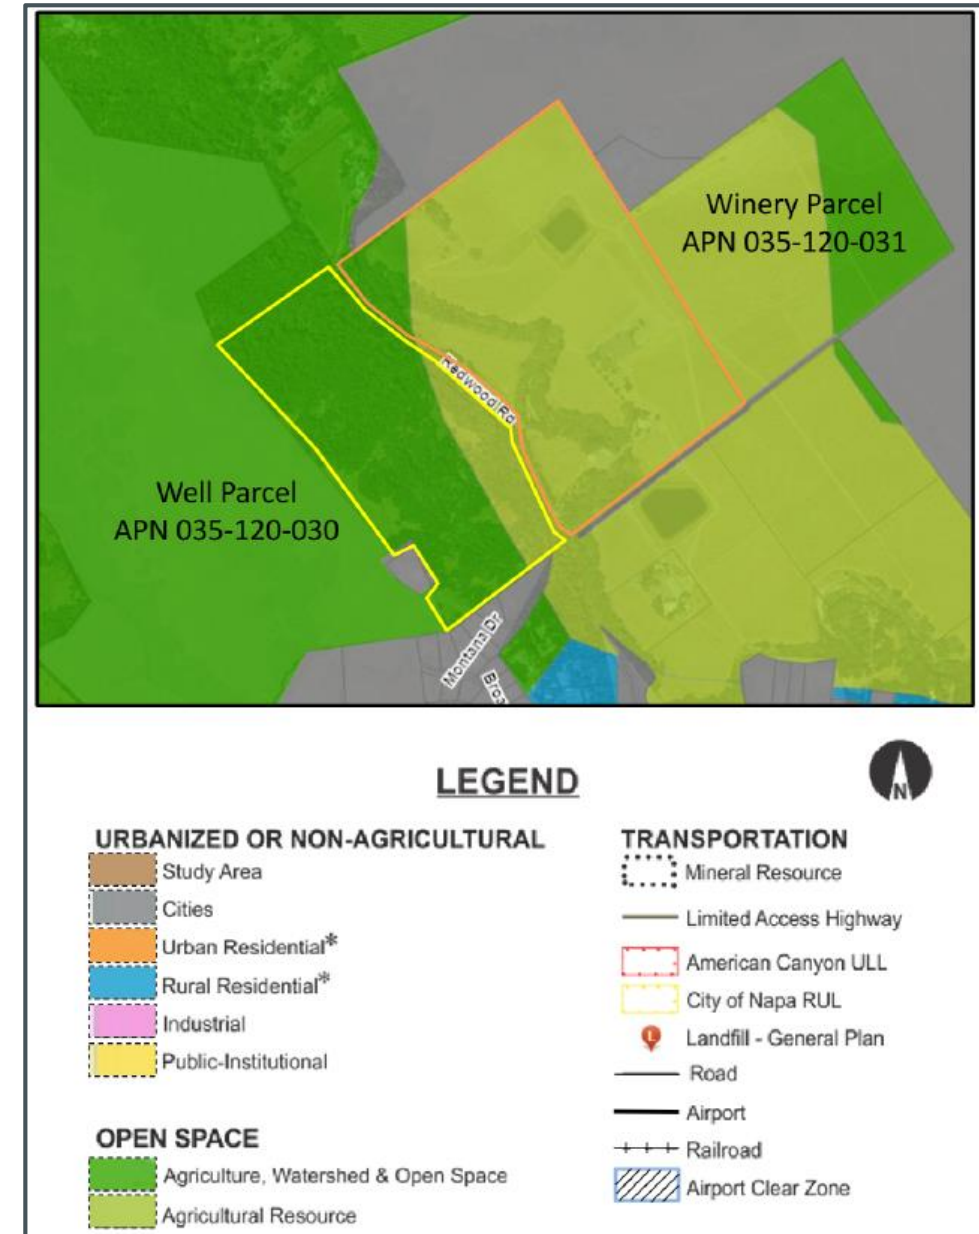 Winery Parcel
APN 035-120-031
Redwood Rd
Well Parcel
APN 035-120-030
Montana Dr
LEGEND
N
URBANIZED OR NON-AGRICULTURAL
Study Area
Cities
Urban Residential*
Rural Residential*
Industrial
Public-Institutional
OPEN SPACE
Agriculture, Watershed & Open Space
Agricultural Resource
TRANSPORTATION
Mineral Resource
Limited Access Highway
American Canyon ULL
City of Napa RUL
L
Landfill - General Plan
Road
Airport
Railroad
Airport Clear Zone